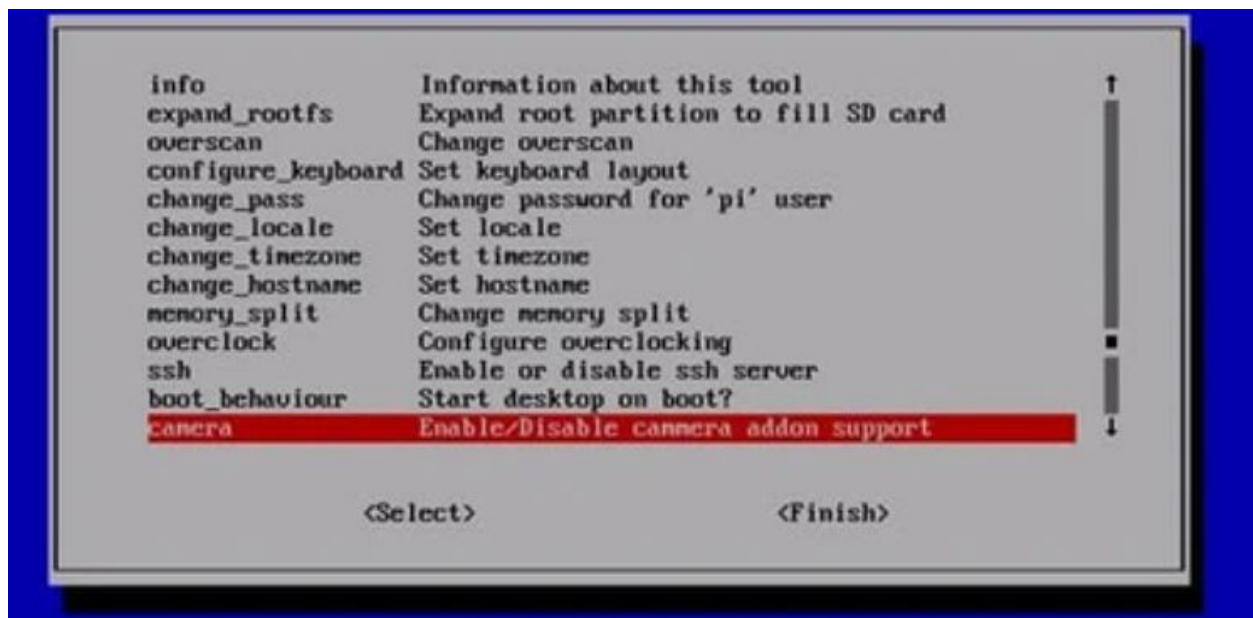 info Information about this tool
expand_rootfs Expand root partition to fill SD card
overscan Change overscan
configure_keyboard Set keyboard layout
change_pass Change password for 'pi' user
change_locale Set locale
change_timezone Set timezone
change_hostname Set hostname
memory_split Change memory split
overclock Configure overclocking
ssh Enable or disable ssh server
boot_behaviour Start desktop on boot?
camera Enable/Disable cammera addon support
<Select> <Finish>